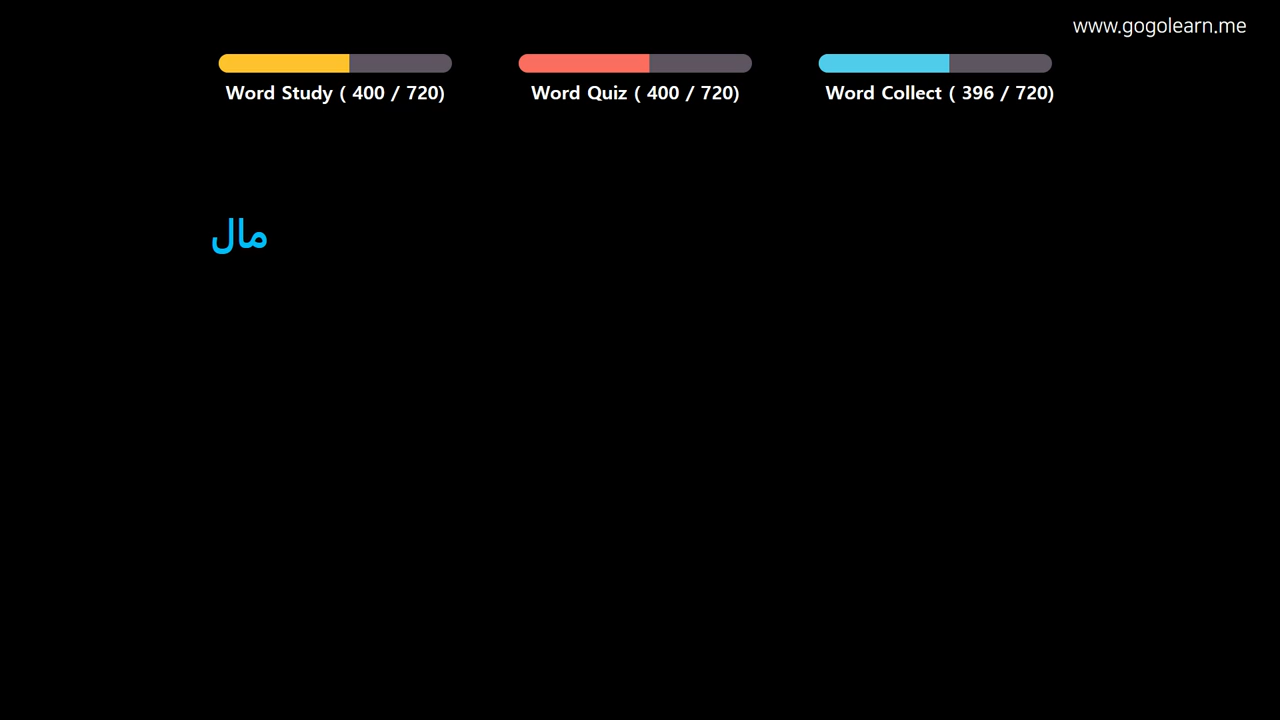 www.gogolearn.me
Word Study ( 400 / 720)
Word Quiz ( 400 / 720)
Word Collect ( 396 / 720)
مال